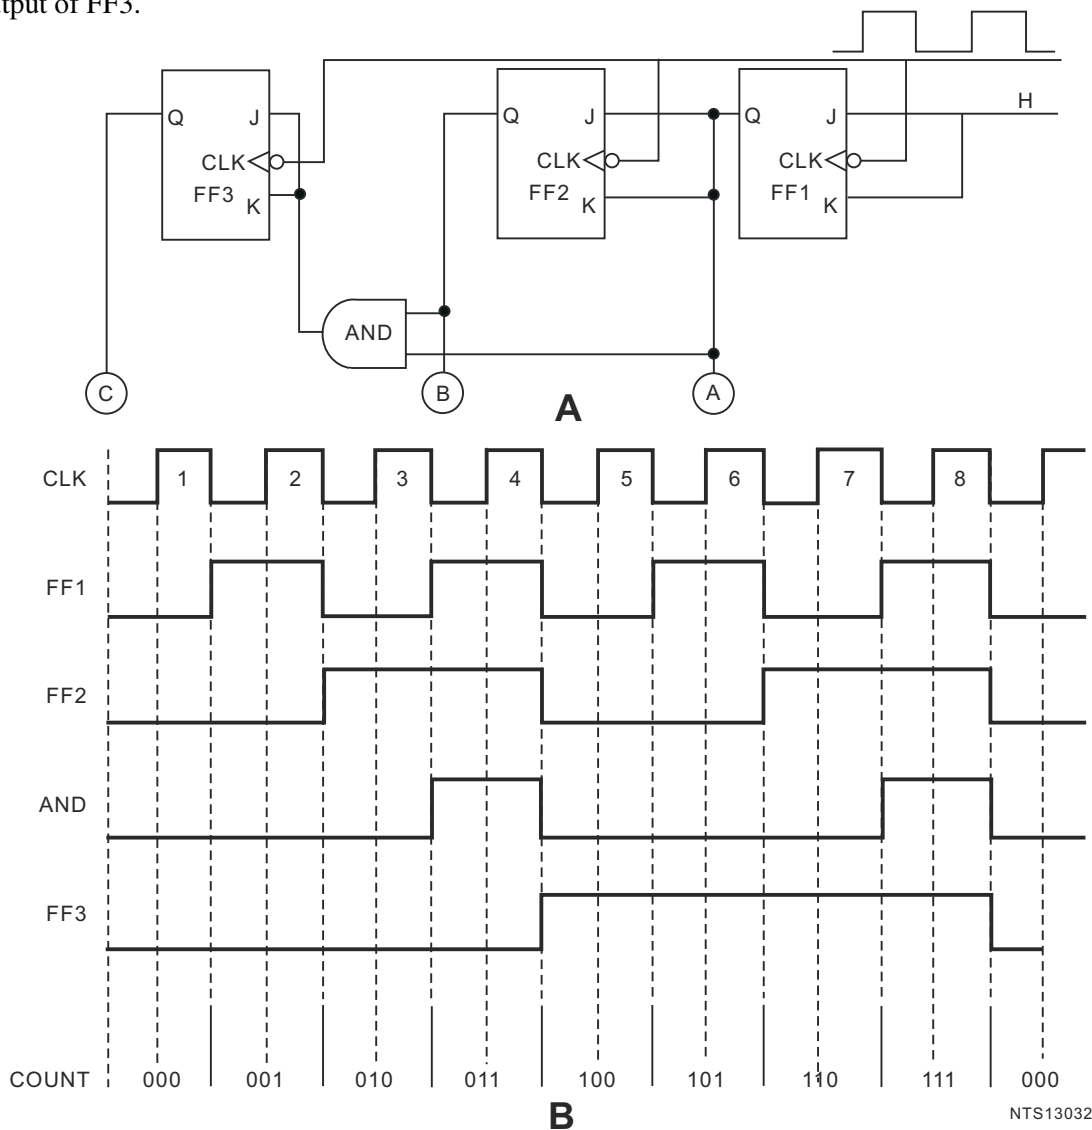 output of FF3.
H
Q J Q J Q J
CLK CLK CLK
FF3 FF2 FF1
K K K
AND
C B A
A
CLK 1 2 3 4 5 6 7 8
FF1
FF2
AND
FF3
COUNT 000 001 010 011 100 101 110 111 000
B
NTS13032